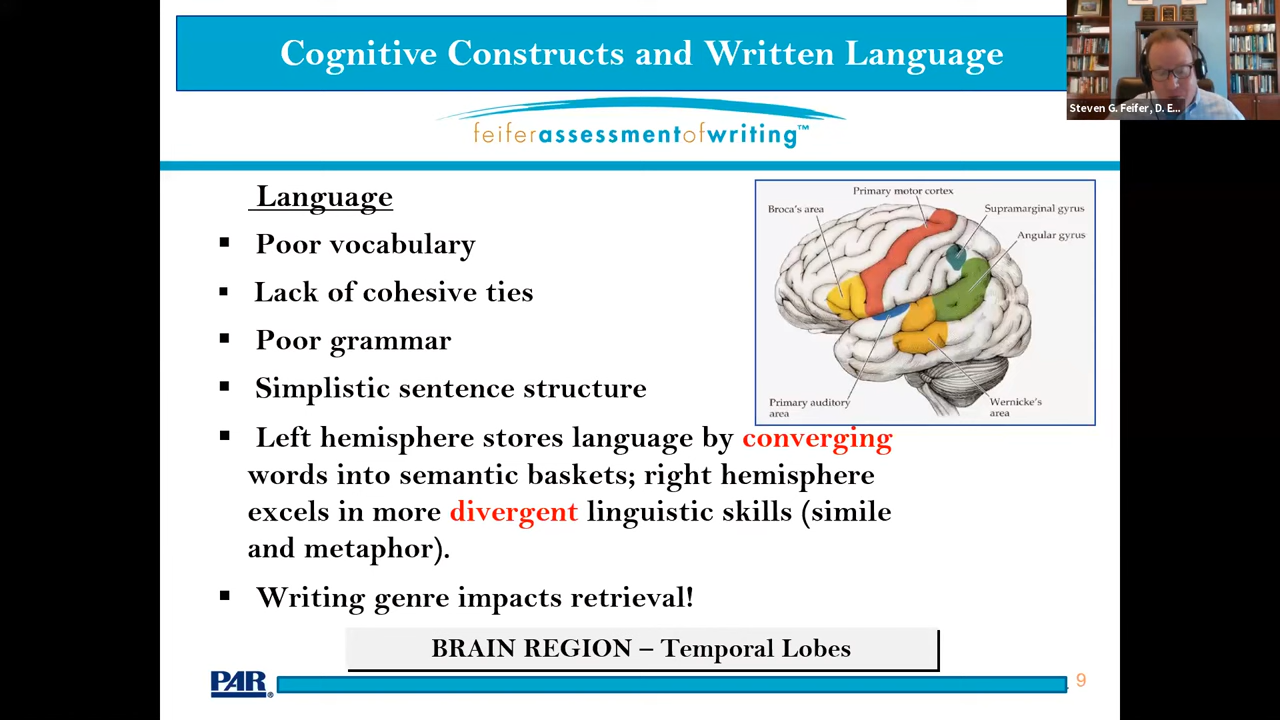 Cognitive Constructs and Written Language
Steven G. Feifer, D. E...
feiferassessmentofwriting™
Language
▪ Poor vocabulary
▪ Lack of cohesive ties
▪ Poor grammar
▪ Simplistic sentence structure
▪ Left hemisphere stores language by converging
words into semantic baskets; right hemisphere
excels in more divergent linguistic skills (simile
and metaphor).
▪ Writing genre impacts retrieval!
Primary motor cortex
Broca's area
Supramarginal gyrus
Angular gyrus
Primary auditory
area
Wernicke's
area
BRAIN REGION – Temporal Lobes
PAR®
9